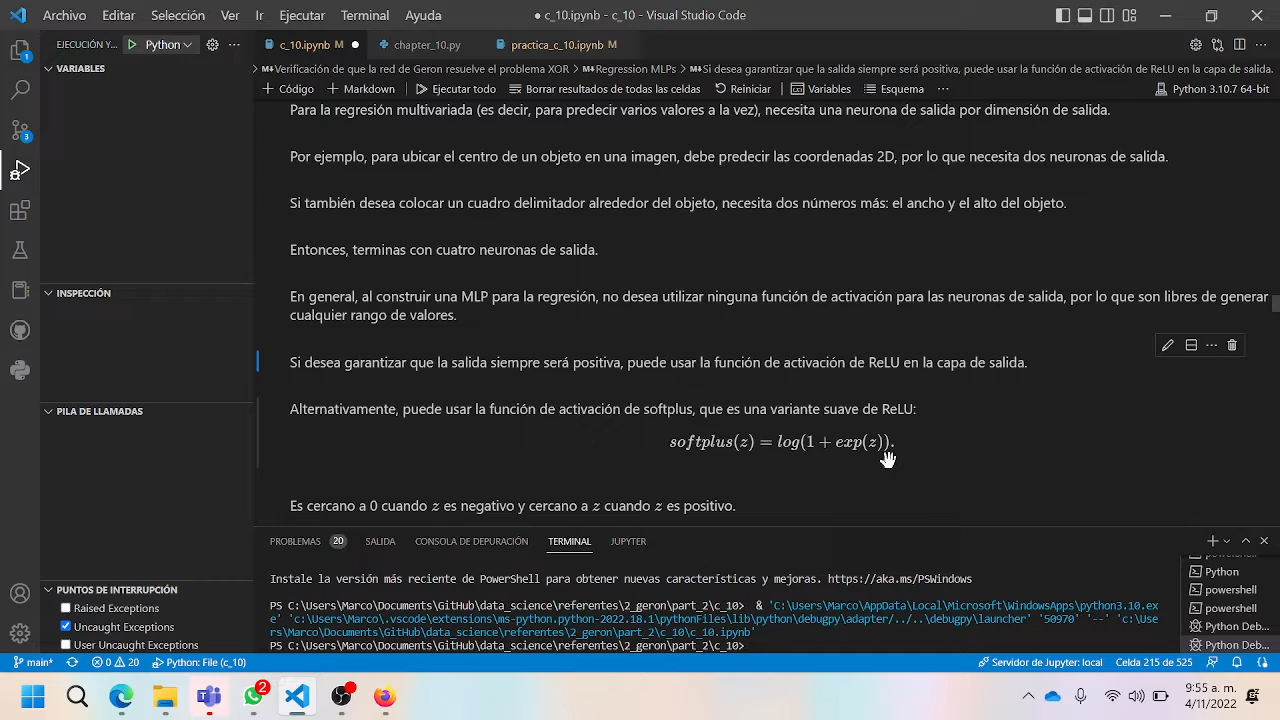 Archivo Editar Selección Ver Ir Ejecutar Terminal Ayuda
● c_10.ipynb - c_10 - Visual Studio Code
EJECUCIÓN Y... Python
c_10.ipynb M ● chapter_10.py practica_c_10.ipynb M
VARIABLES
M↓Verificación de que la red de Geron resuelve el problema XOR > M↓Regression MLPs > M↓Si desea garantizar que la salida siempre será positiva, puede usar la función de activación de ReLU en la capa de salida.
+ Código + Markdown Ejecutar todo Borrar resultados de todas las celdas Reiniciar Variables Esquema ··· Python 3.10.7 64-bit
Para la regresión multivariada (es decir, para predecir varios valores a la vez), necesita una neurona de salida por dimensión de salida.
Por ejemplo, para ubicar el centro de un objeto en una imagen, debe predecir las coordenadas 2D, por lo que necesita dos neuronas de salida.
Si también desea colocar un cuadro delimitador alrededor del objeto, necesita dos números más: el ancho y el alto del objeto.
Entonces, terminas con cuatro neuronas de salida.
INSPECCIÓN
En general, al construir una MLP para la regresión, no desea utilizar ninguna función de activación para las neuronas de salida, por lo que son libres de generar
cualquier rango de valores.
Si desea garantizar que la salida siempre será positiva, puede usar la función de activación de ReLU en la capa de salida.
PILA DE LLAMADAS
Alternativamente, puede usar la función de activación de softplus, que es una variante suave de ReLU:
softplus(z) = log(1 + exp(z)).
Es cercano a 0 cuando z es negativo y cercano a z cuando z es positivo.
PROBLEMAS 20 SALIDA CONSOLA DE DEPURACIÓN TERMINAL JUPYTER
Instale la versión más reciente de PowerShell para obtener nuevas características y mejoras. https://aka.ms/PSWindows
PS C:\Users\Marco\Documents\GitHub\data_science\referentes\2_geron\part_2\c_10> & 'C:\Users\Marco\AppData\Local\Microsoft\WindowsApps\python3.10.ex
e' 'c:\Users\Marco\.vscode\extensions\ms-python.python-2022.18.1\pythonFiles\lib\python\debugpy\adapter/../..\debugpy\launcher' '50970' '--' 'c:\Use
rs\Marco\Documents\GitHub\data_science\referentes\2_geron\part_2\c_10\c_10.ipynb'
PS C:\Users\Marco\Documents\GitHub\data_science\referentes\2_geron\part_2\c_10>
powershell
Python
powershell
powershell
Python Deb...
Python Deb...
PUNTOS DE INTERRUPCIÓN
Raised Exceptions
Uncaught Exceptions
User Uncaught Exceptions
1
3
main* 0 20 Python: File (c_10) Servidor de Jupyter: local Celda 215 de 525
2
9:55 a. m.
4/11/2022